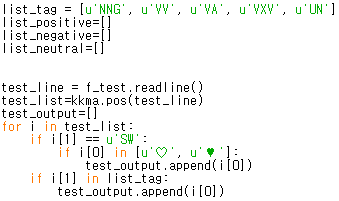 list_tag = [u'NNG', u'VV', u'VA', u'VXV', u'UN']
list_positive=[]
list_negative=[]
list_neutral=[]
test_line = f_test.readline()
test_list=kkma.pos(test_line)
test_output=[]
for i in test_list:
    if i[1] == u'SW':
        if i[0] in [u'♡', u'♥']:
            test_output.append(i[0])
    if i[1] in list_tag:
        test_output.append(i[0])